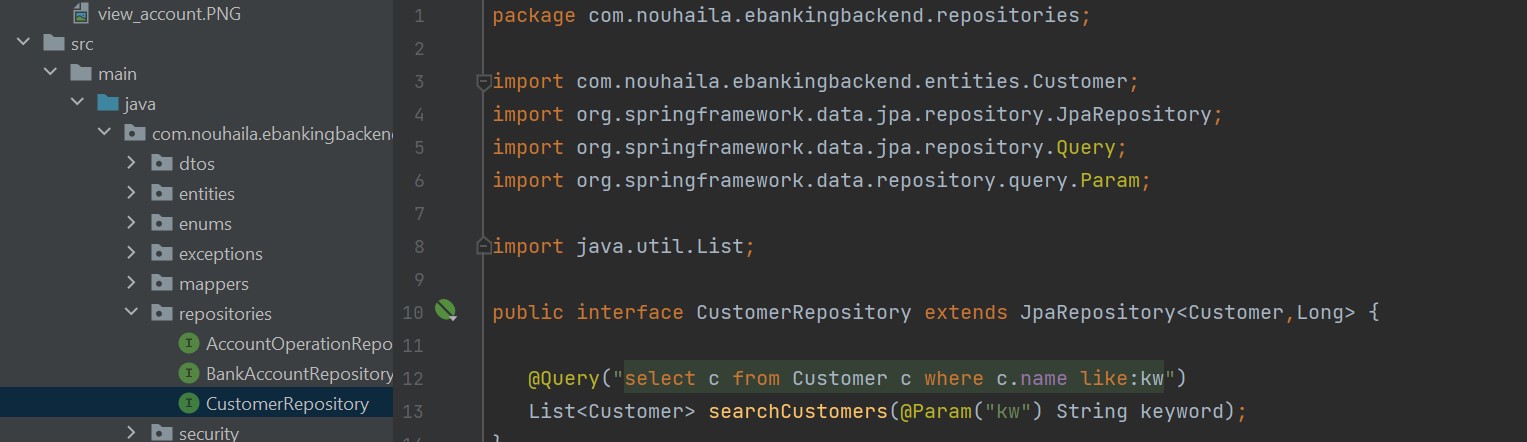 view_account.PNG
src
main
java
com.nouhaila.ebankingbackend
dtos
entities
enums
exceptions
mappers
repositories
AccountOperationRepo
BankAccountRepository
CustomerRepository
security
1 package com.nouhaila.ebankingbackend.repositories;
2
3 import com.nouhaila.ebankingbackend.entities.Customer;
4 import org.springframework.data.jpa.repository.JpaRepository;
5 import org.springframework.data.jpa.repository.Query;
6 import org.springframework.data.repository.query.Param;
7
8 import java.util.List;
9
10 public interface CustomerRepository extends JpaRepository<Customer,Long> {
11
12 @Query("select c from Customer c where c.name like:kw")
13 List<Customer> searchCustomers(@Param("kw") String keyword);